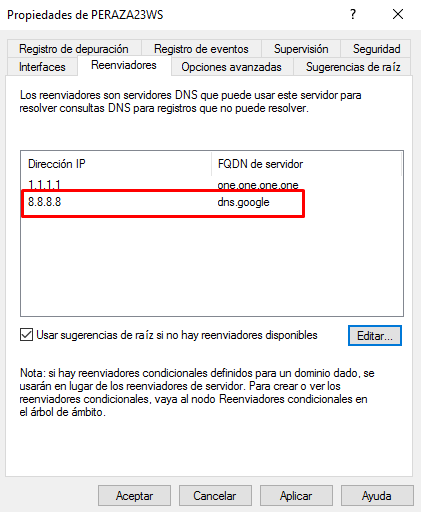 Propiedades de PERAZA23WS
Registro de depuración Registro de eventos Supervisión Seguridad
Interfaces Reenviadores Opciones avanzadas Sugerencias de raíz
Los reenviadores son servidores DNS que puede usar este servidor para
resolver consultas DNS para registros que no puede resolver.
Dirección IP FQDN de servidor
1.1.1.1 one.one.one.one
8.8.8.8 dns.google
Usar sugerencias de raíz si no hay reenviadores disponibles Editar...
Nota: si hay reenviadores condicionales definidos para un dominio dado, se
usarán en lugar de los reenviadores de servidor. Para crear o ver los
reenviadores condicionales, vaya al nodo Reenviadores condicionales en
el árbol de ámbito.
Aceptar Cancelar Aplicar Ayuda